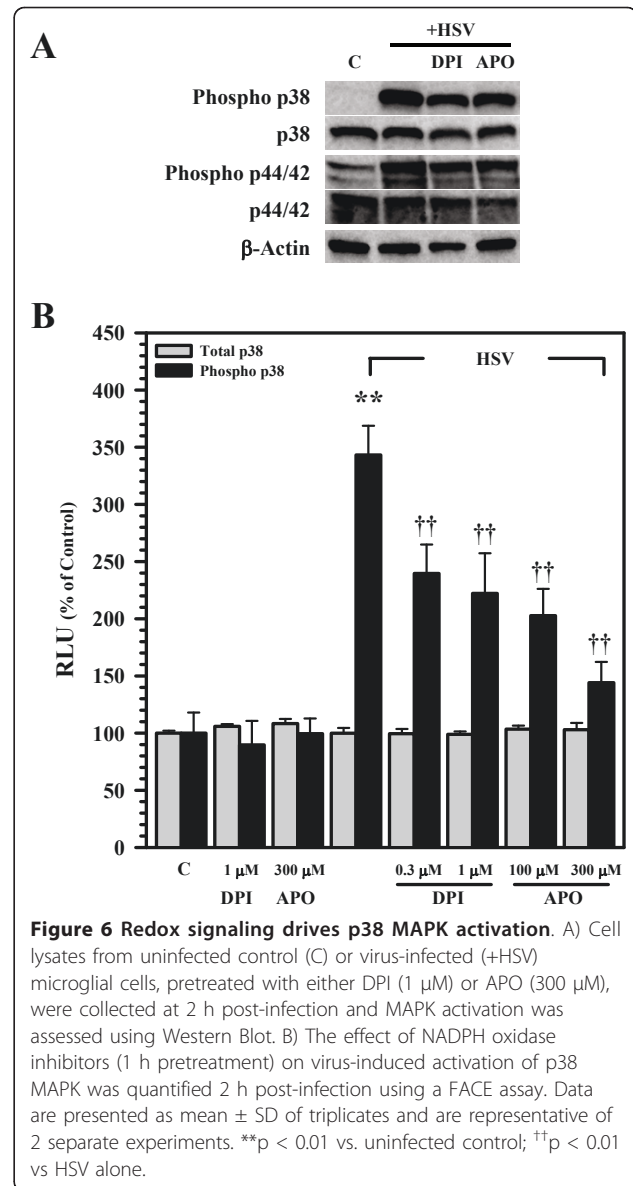 A
+HSV
C DPI APO
Phospho p38
p38
Phospho p44/42
p44/42
β-Actin
B
450
400
350
300
250
200
150
100
50
0
RLU (% of Control)
Total p38
Phospho p38
HSV
**
††
††
††
††
C 1 µM 300 µM 0.3 µM 1 µM 100 µM 300 µM
DPI APO DPI APO
Figure 6 Redox signaling drives p38 MAPK activation. A) Cell
lysates from uninfected control (C) or virus-infected (+HSV)
microglial cells, pretreated with either DPI (1 µM) or APO (300 µM),
were collected at 2 h post-infection and MAPK activation was
assessed using Western Blot. B) The effect of NADPH oxidase
inhibitors (1 h pretreatment) on virus-induced activation of p38
MAPK was quantified 2 h post-infection using a FACE assay. Data
are presented as mean ± SD of triplicates and are representative of
2 separate experiments. **p < 0.01 vs. uninfected control; ††p < 0.01
vs HSV alone.